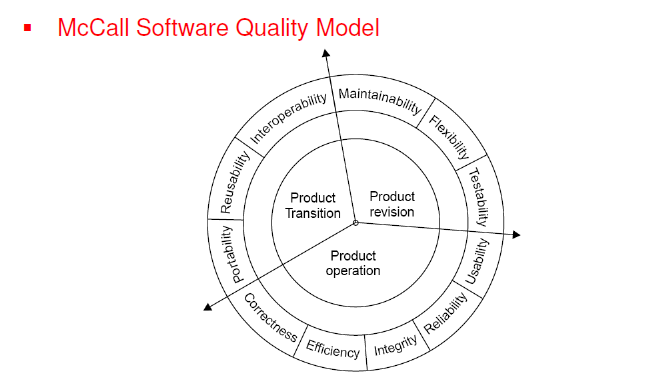 McCall Software Quality Model
Interoperability
Maintainability
Flexibility
Testability
Usability
Reliability
Integrity
Efficiency
Correctness
Portability
Reusability
Product
Transition
Product
revision
Product
operation